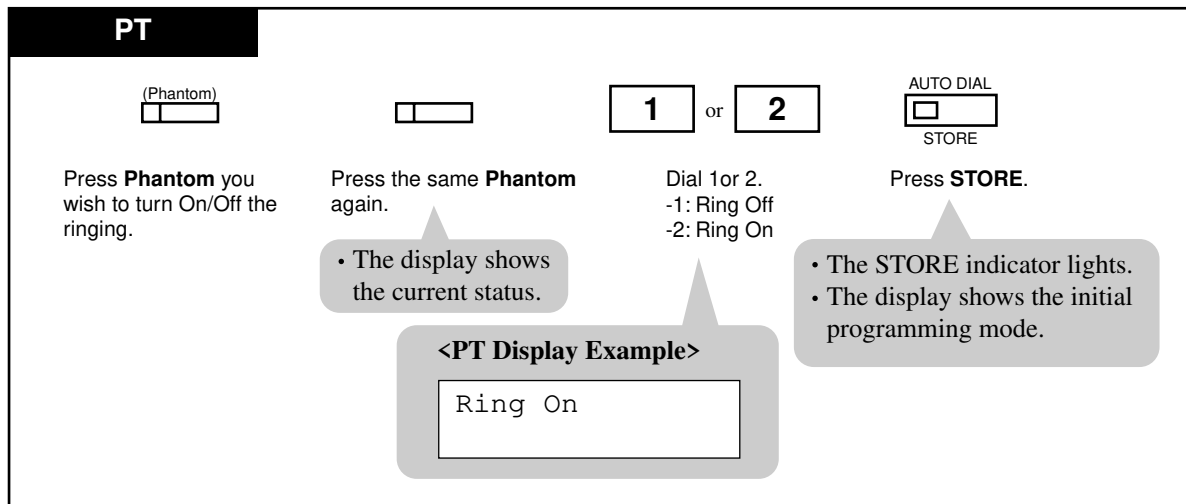 PT
(Phantom)
1 or 2
AUTO DIAL
STORE
Press Phantom you
wish to turn On/Off the
ringing.
Press the same Phantom
again.
• The display shows
the current status.
Dial 1or 2.
-1: Ring Off
-2: Ring On
<PT Display Example>
Ring On
Press STORE.
• The STORE indicator lights.
• The display shows the initial
programming mode.